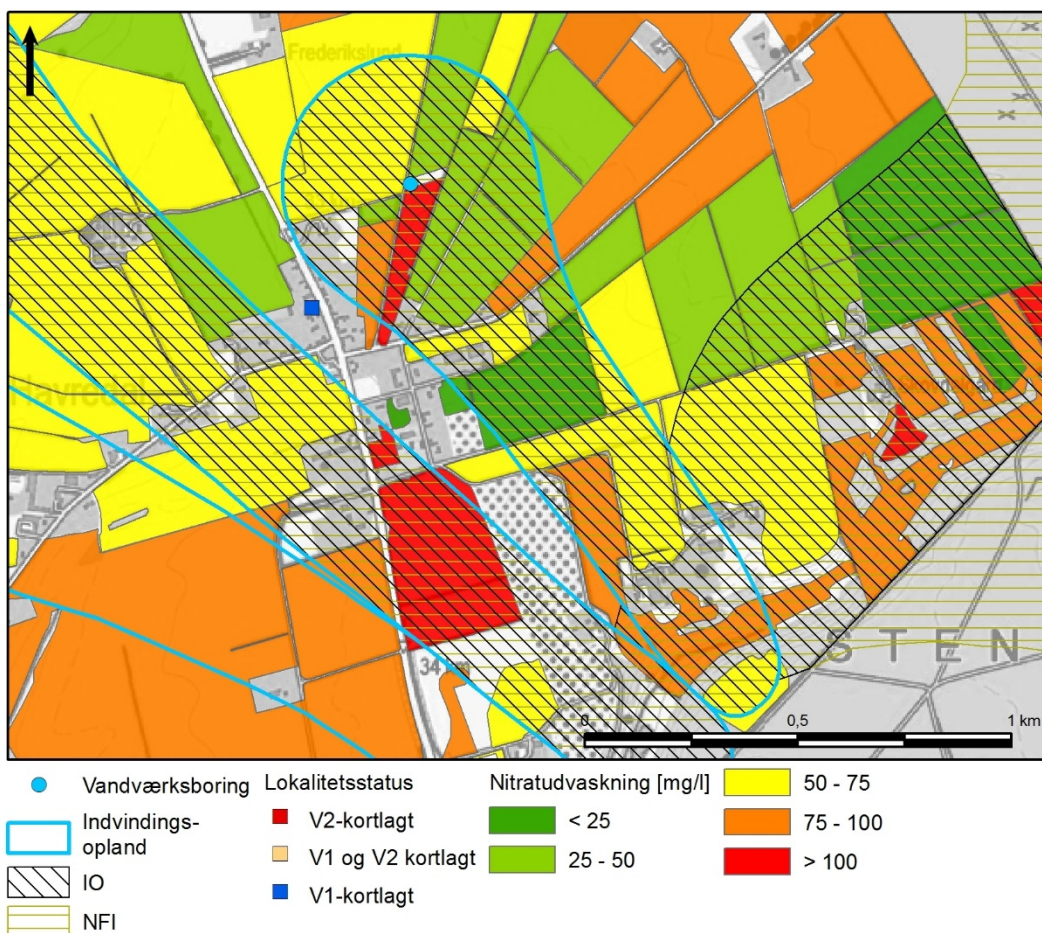 Frederikslund
Havredal
34 km
STEN
0
0,5
1 km
Vandværksboring
Indvindings-
opland
IO
NFI
Lokalitetsstatus
V2-kortlagt
V1 og V2 kortlagt
V1-kortlagt
Nitratudvaskning [mg/l]
< 25
25 - 50
50 - 75
75 - 100
> 100